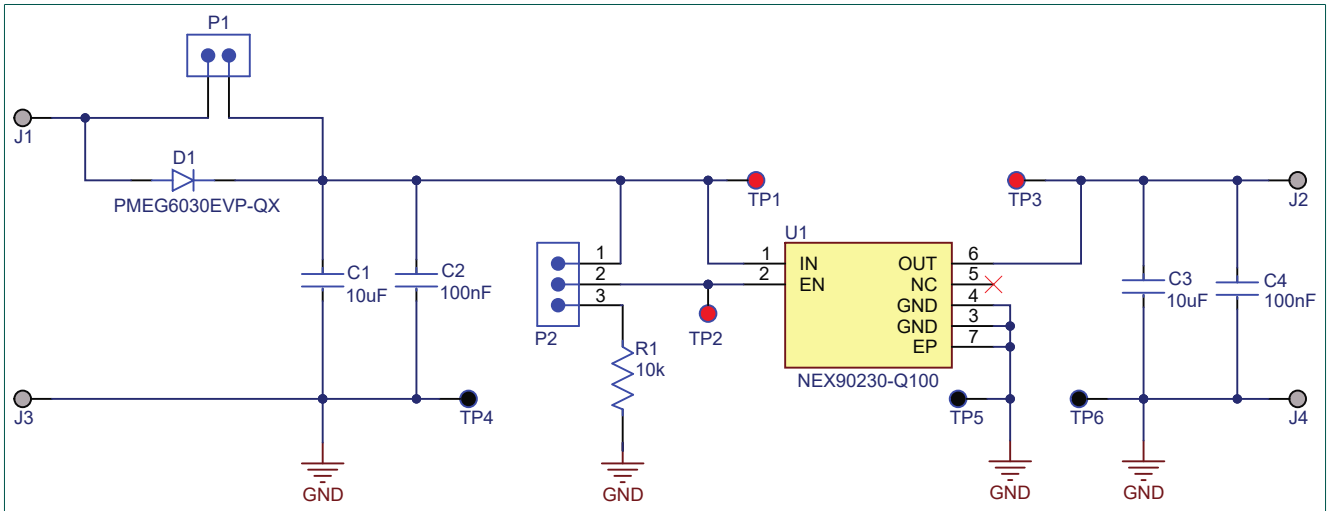 P1
J1
D1
PMEG6030EVP-QX
TP1
TP3
J2
U1
1 IN OUT 6
2 EN NC 5
GND 4
GND 3
EP 7
NEX90230-Q100
1
2
3
P2
TP2
C1
10uF
C2
100nF
R1
10k
C3
10uF
C4
100nF
J3
TP4
TP5
TP6
J4
GND
GND
GND
GND